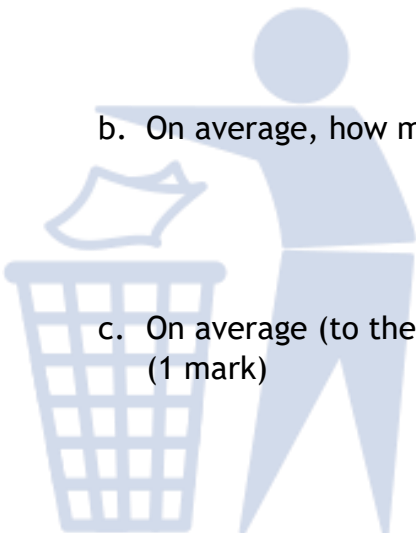 b. On average, how m
c. On average (to the
(1 mark)